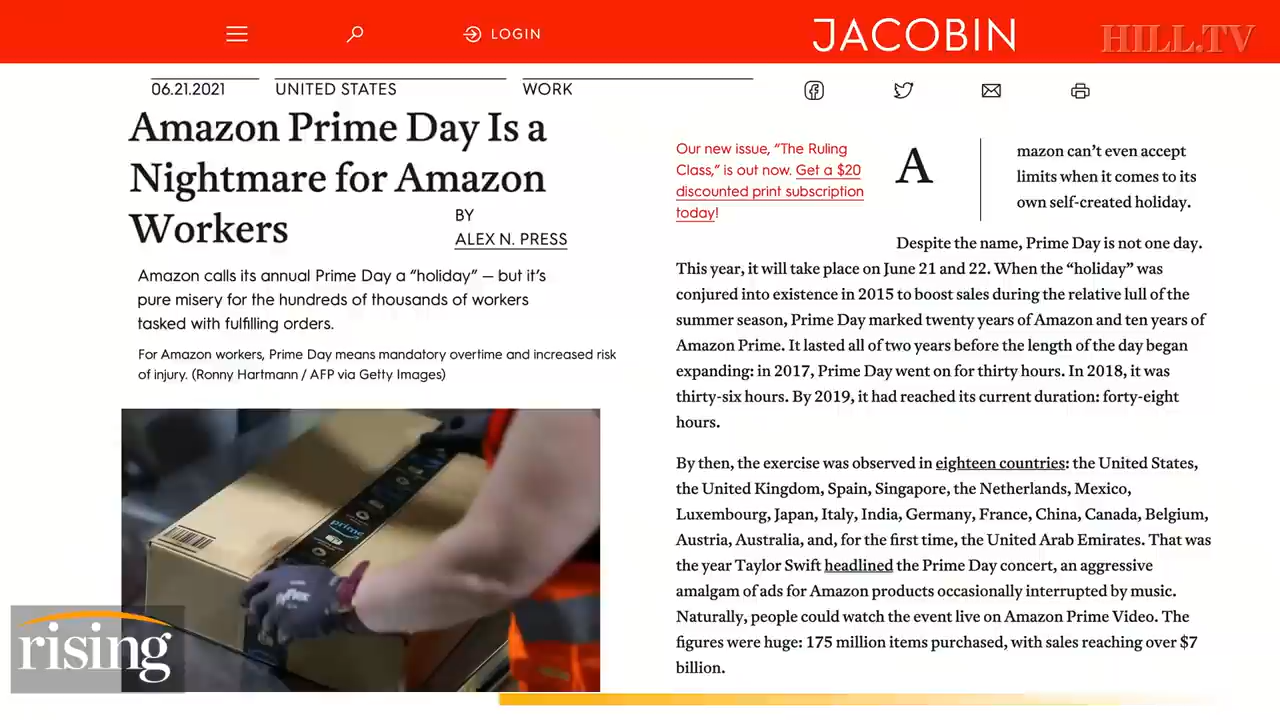 LOGIN
JACOBIN
HILL.TV
06.21.2021
UNITED STATES
WORK
Amazon Prime Day Is a
Nightmare for Amazon
Workers
BY
ALEX N. PRESS
Amazon calls its annual Prime Day a “holiday” — but it’s
pure misery for the hundreds of thousands of workers
tasked with fulfilling orders.
For Amazon workers, Prime Day means mandatory overtime and increased risk
of injury. (Ronny Hartmann / AFP via Getty Images)
prime
rising
Our new issue, “The Ruling
Class,” is out now. Get a $20
discounted print subscription
today!
A
mazon can’t even accept
limits when it comes to its
own self-created holiday.
Despite the name, Prime Day is not one day.
This year, it will take place on June 21 and 22. When the “holiday” was
conjured into existence in 2015 to boost sales during the relative lull of the
summer season, Prime Day marked twenty years of Amazon and ten years of
Amazon Prime. It lasted all of two years before the length of the day began
expanding: in 2017, Prime Day went on for thirty hours. In 2018, it was
thirty-six hours. By 2019, it had reached its current duration: forty-eight
hours.
By then, the exercise was observed in eighteen countries: the United States,
the United Kingdom, Spain, Singapore, the Netherlands, Mexico,
Luxembourg, Japan, Italy, India, Germany, France, China, Canada, Belgium,
Austria, Australia, and, for the first time, the United Arab Emirates. That was
the year Taylor Swift headlined the Prime Day concert, an aggressive
amalgam of ads for Amazon products occasionally interrupted by music.
Naturally, people could watch the event live on Amazon Prime Video. The
figures were huge: 175 million items purchased, with sales reaching over $7
billion.